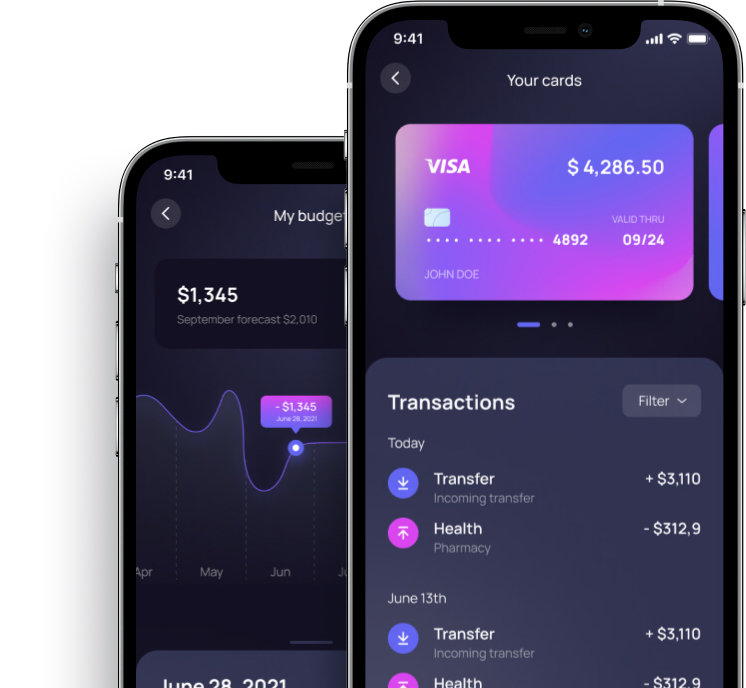 9:41
Your cards
VISA
$ 4,286.50
VALID THRU
•••• •••• •••• 4892 09/24
JOHN DOE
Transactions
Filter
Today
Transfer + $3,110
Incoming transfer
Health - $312,9
Pharmacy
June 13th
Transfer + $3,110
Incoming transfer
Health - $312,9
9:41
My budget
$1,345
September forecast $2,010
- $1,345
June 28, 2021
Apr May Jun
June 28, 2021